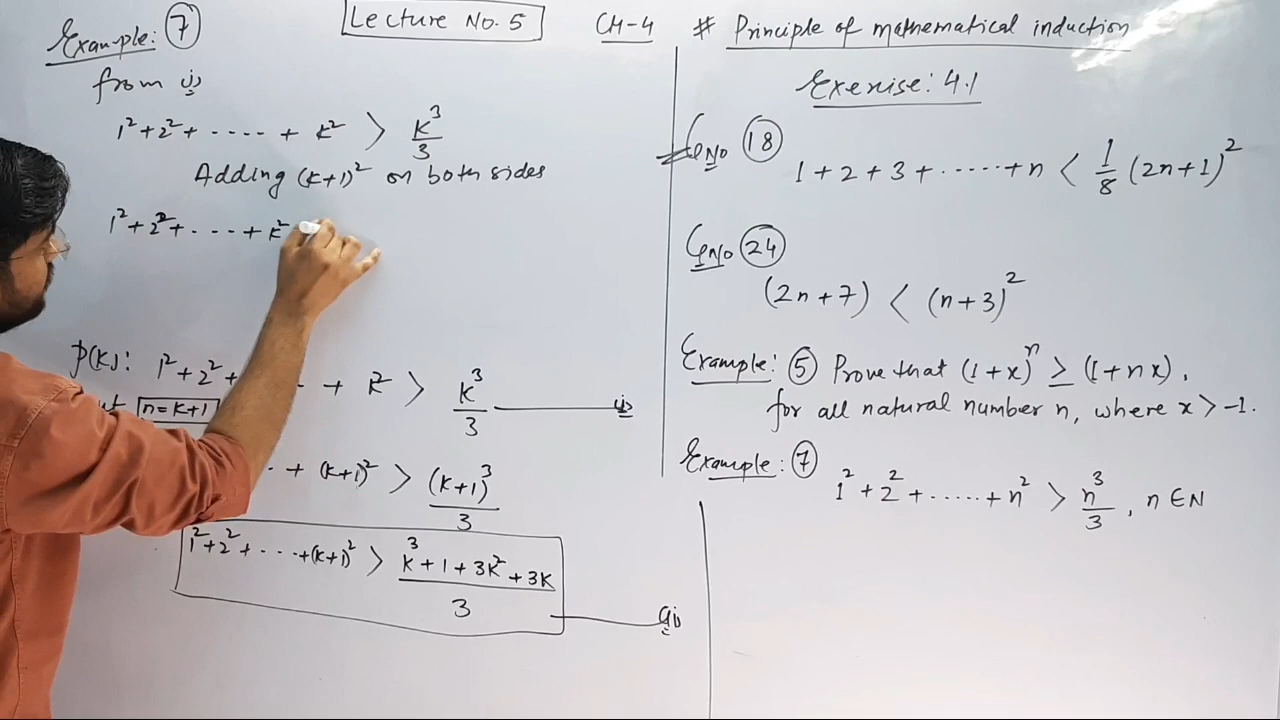 Lecture No. 5 CH-4 # Principle of mathematical induction
Example: 7
from (i)
1² + 2² + ..... + k² > k³/3
Adding (k+1)² on both sides
1² + 2² + ..... + k²
P(k): 1² + 2² + + k² > k³/3 (i)
n = k+1
+ (k+1)² > (k+1)³/3
1² + 2² + ...+(k+1)² > k³ + 1 + 3k² + 3k / 3 (ii)
Exercise: 4.1
Q.No 18
1 + 2 + 3 + ...... + n < 1/8 (2n+1)²
Q.No 24
(2n+7) < (n+3)²
Example: 5 Prove that (1+x)ⁿ ≥ (1+nx),
for all natural number n, where x > -1.
Example: 7
1² + 2² + ..... + n² > n³/3, n ∈ N